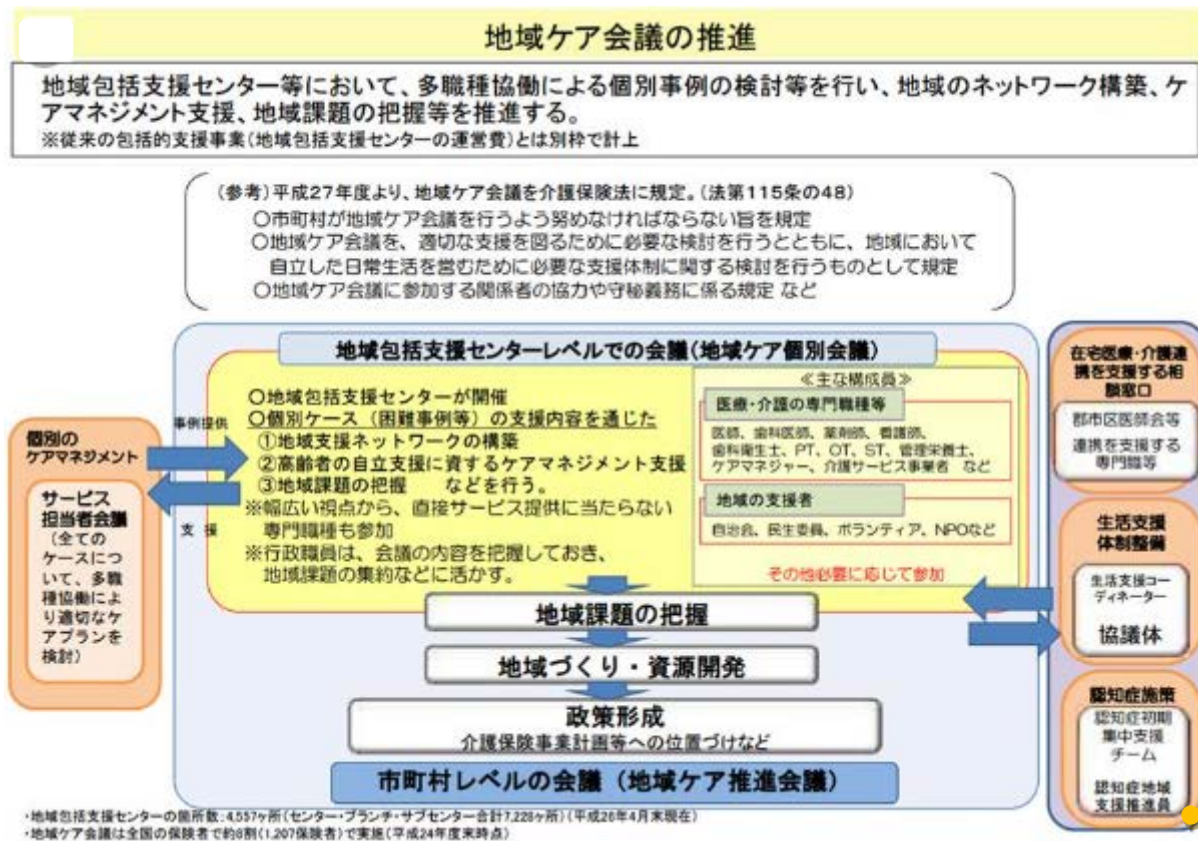 地域ケア会議の推進
地域包括支援センター等において、多職種協働による個別事例の検討等を行い、地域のネットワーク構築、ケ
アマネジメント支援、地域課題の把握等を推進する。
※従来の包括的支援事業(地域包括支援センターの運営費)とは別枠で計上
(参考)平成27年度より、地域ケア会議を介護保険法に規定。(法第115条の48)
○市町村が地域ケア会議を行うよう努めなければならない旨を規定
○地域ケア会議を、適切な支援を図るために必要な検討を行うとともに、地域において
自立した日常生活を営むために必要な支援体制に関する検討を行うものとして規定
○地域ケア会議に参加する関係者の協力や守秘義務に係る規定 など
地域包括支援センターレベルでの会議(地域ケア個別会議)
○地域包括支援センターが開催
○個別ケース(困難事例等)の支援内容を通じた
①地域支援ネットワークの構築
②高齢者の自立支援に資するケアマネジメント支援
③地域課題の把握 などを行う。
※幅広い視点から、直接サービス提供に当たらない
専門職種も参加
※行政職員は、会議の内容を把握しておき、
地域課題の集約などに活かす。
≪主な構成員≫
医療・介護の専門職種等
医師、歯科医師、薬剤師、看護師、
歯科衛生士、PT、OT、ST、管理栄養士、
ケアマネジャー、介護サービス事業者 など
地域の支援者
自治会、民生委員、ボランティア、NPOなど
その他必要に応じて参加
事例提供
支 援
個別の
ケアマネジメント
サービス
担当者会議
(全ての
ケースにつ
いて、多職
種協働によ
り適切なケ
アプランを
検討)
地域課題の把握
地域づくり・資源開発
政策形成
介護保険事業計画等への位置づけなど
市町村レベルの会議(地域ケア推進会議)
在宅医療・介護連
携を支援する相
談窓口
郡市区医師会等
連携を支援する
専門職等
生活支援
体制整備
生活支援コー
ディネーター
協議体
認知症施策
認知症初期
集中支援
チーム
認知症地域
支援推進員
・地域包括支援センターの箇所数:4,557ヶ所(センター・ブランチ・サブセンター合計7,228ヶ所)(平成26年4月末現在)
・地域ケア会議は全国の保険者で約8割(1,207保険者)で実施(平成24年度末時点)